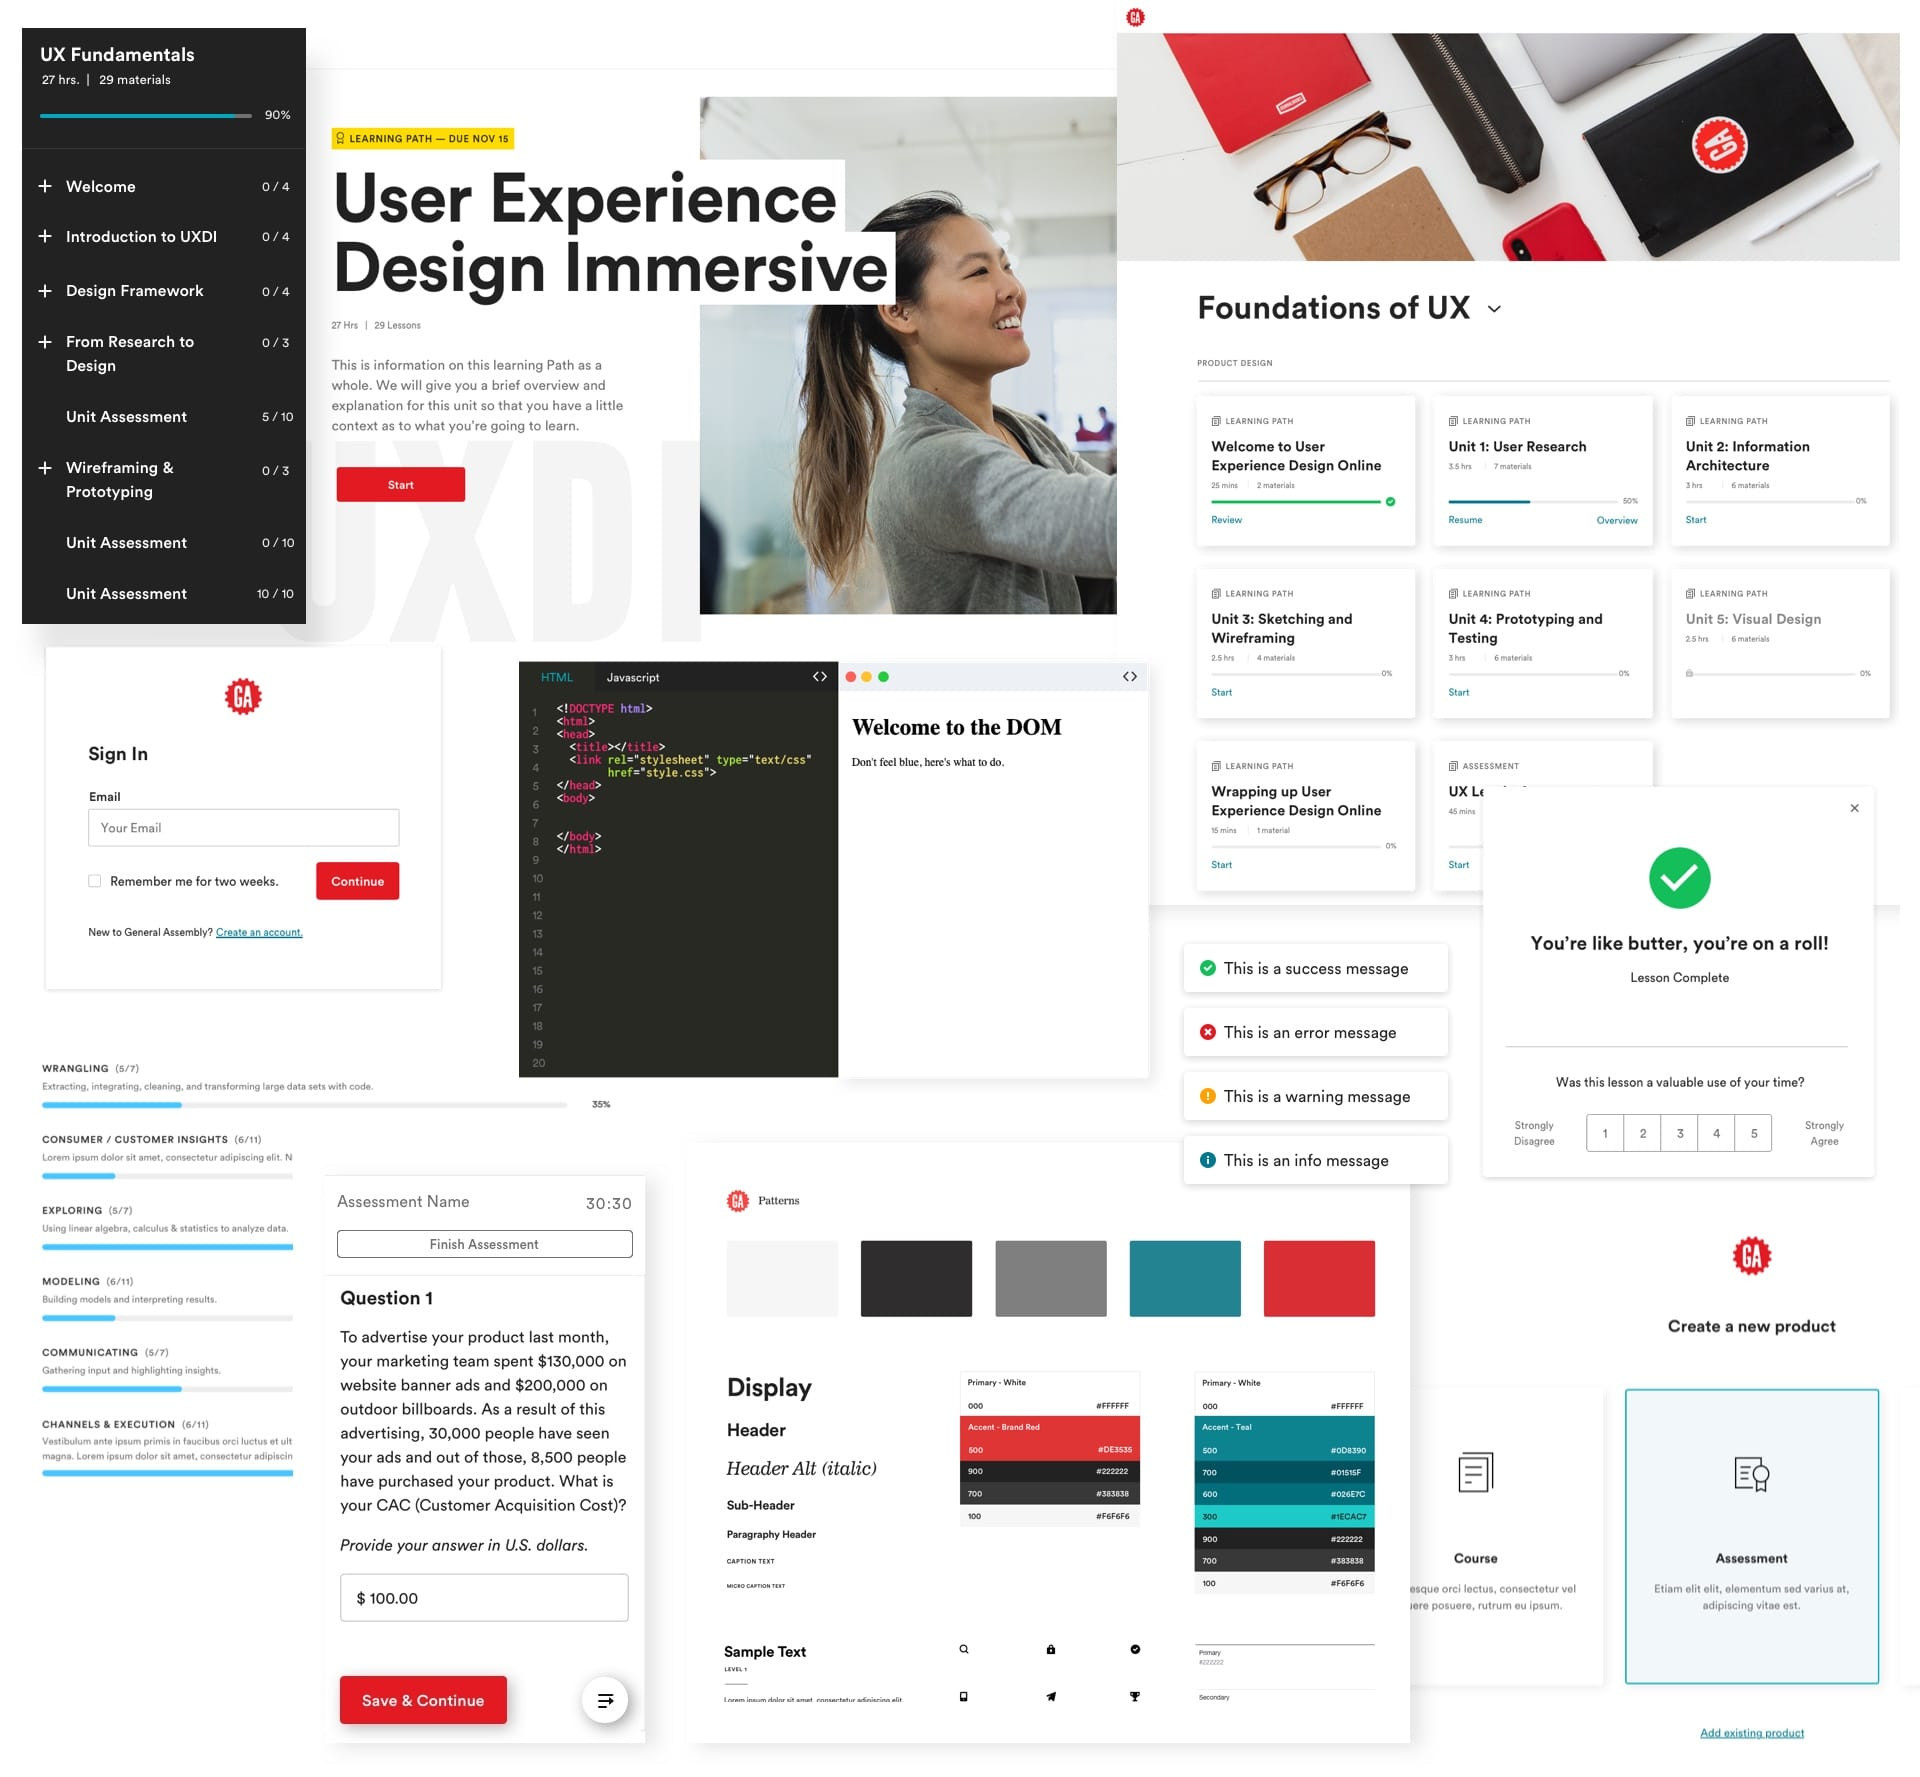 UX Fundamentals
27 hrs. | 29 materials
90%
Welcome 0 / 4
Introduction to UXDI 0 / 4
Design Framework 0 / 4
From Research to 0 / 3
Design
Unit Assessment 5 / 10
Wireframing & 0 / 3
Prototyping
Unit Assessment 0 / 10
Unit Assessment 10 / 10
LEARNING PATH — DUE NOV 15
User Experience
Design Immersive
27 Hrs | 29 Lessons
This is information on this learning Path as a
whole. We will give you a brief overview and
explanation for this unit so that you have a little
context as to what you're going to learn.
Start
UXDI
GA
GA
Foundations of UX
PRODUCT DESIGN
LEARNING PATH
Welcome to User
Experience Design Online
25 mins | 2 materials
Review
LEARNING PATH
Unit 1: User Research
3.5 hrs | 7 materials
50%
Resume Overview
LEARNING PATH
Unit 2: Information
Architecture
3 hrs | 6 materials
0%
Start
LEARNING PATH
Unit 3: Sketching and
Wireframing
2.5 hrs | 4 materials
0%
Start
LEARNING PATH
Unit 4: Prototyping and
Testing
3 hrs | 6 materials
0%
Start
LEARNING PATH
Unit 5: Visual Design
2.5 hrs | 6 materials
0%
LEARNING PATH
Wrapping up User
Experience Design Online
15 mins | 1 material
0%
Start
ASSESSMENT
UX
45 mins
Start
GA
Sign In
Email
Your Email
Remember me for two weeks. Continue
New to General Assembly? Create an account.
HTML Javascript <>
1
2
3
4
5
6
7
8
9
10
11
12
13
14
15
16
17
18
19
20
<!DOCTYPE html>
<html>
<head>
<title></title>
<link rel="stylesheet" type="text/css"
href="style.css">
</head>
<body>
</body>
</html>
<>
Welcome to the DOM
Don't feel blue, here's what to do.
This is a success message
This is an error message
This is a warning message
This is an info message
You're like butter, you're on a roll!
Lesson Complete
Was this lesson a valuable use of your time?
Strongly
Disagree
1 2 3 4 5
Strongly
Agree
WRANGLING (5/7)
Extracting, integrating, cleaning, and transforming large data sets with code.
35%
CONSUMER / CUSTOMER INSIGHTS (6/11)
Lorem ipsum dolor sit amet, consectetur adipiscing elit. N
EXPLORING (5/7)
Using linear algebra, calculus & statistics to analyze data.
MODELING (6/11)
Building models and interpreting results.
COMMUNICATING (5/7)
Gathering input and highlighting insights.
CHANNELS & EXECUTION (6/11)
Vestibulum ante ipsum primis in faucibus orci luctus et ult
magna. Lorem ipsum dolor sit amet, consectetur adipiscin
Assessment Name 30:30
Finish Assessment
Question 1
To advertise your product last month,
your marketing team spent $130,000 on
website banner ads and $200,000 on
outdoor billboards. As a result of this
advertising, 30,000 people have seen
your ads and out of those, 8,500 people
have purchased your product. What is
your CAC (Customer Acquisition Cost)?
Provide your answer in U.S. dollars.
$ 100.00
Save & Continue
GA Patterns
Display
Header
Header Alt (italic)
Sub-Header
Paragraphy Header
CAPTION TEXT
MICRO CAPTION TEXT
Primary - White
000 #FFFFFF
Accent - Brand Red
500 #DE3535
900 #222222
700 #383838
100 #F6F6F6
Primary - White
000 #FFFFFF
Accent - Teal
500 #0D8390
700 #01515F
600 #026E7C
300 #1ECAC7
900 #222222
700 #383838
100 #F6F6F6
Sample Text
LEVEL 1
Lorem ipsum dolor sit amet, consectetur adipiscing elit.
Primary
#222222
Secondary
GA
Create a new product
Course
esque orci lectus, consectetur vel
uere posuere, rutrum eu ipsum.
Assessment
Etiam elit elit, elementum sed varius at,
adipiscing vitae est.
Add existing product